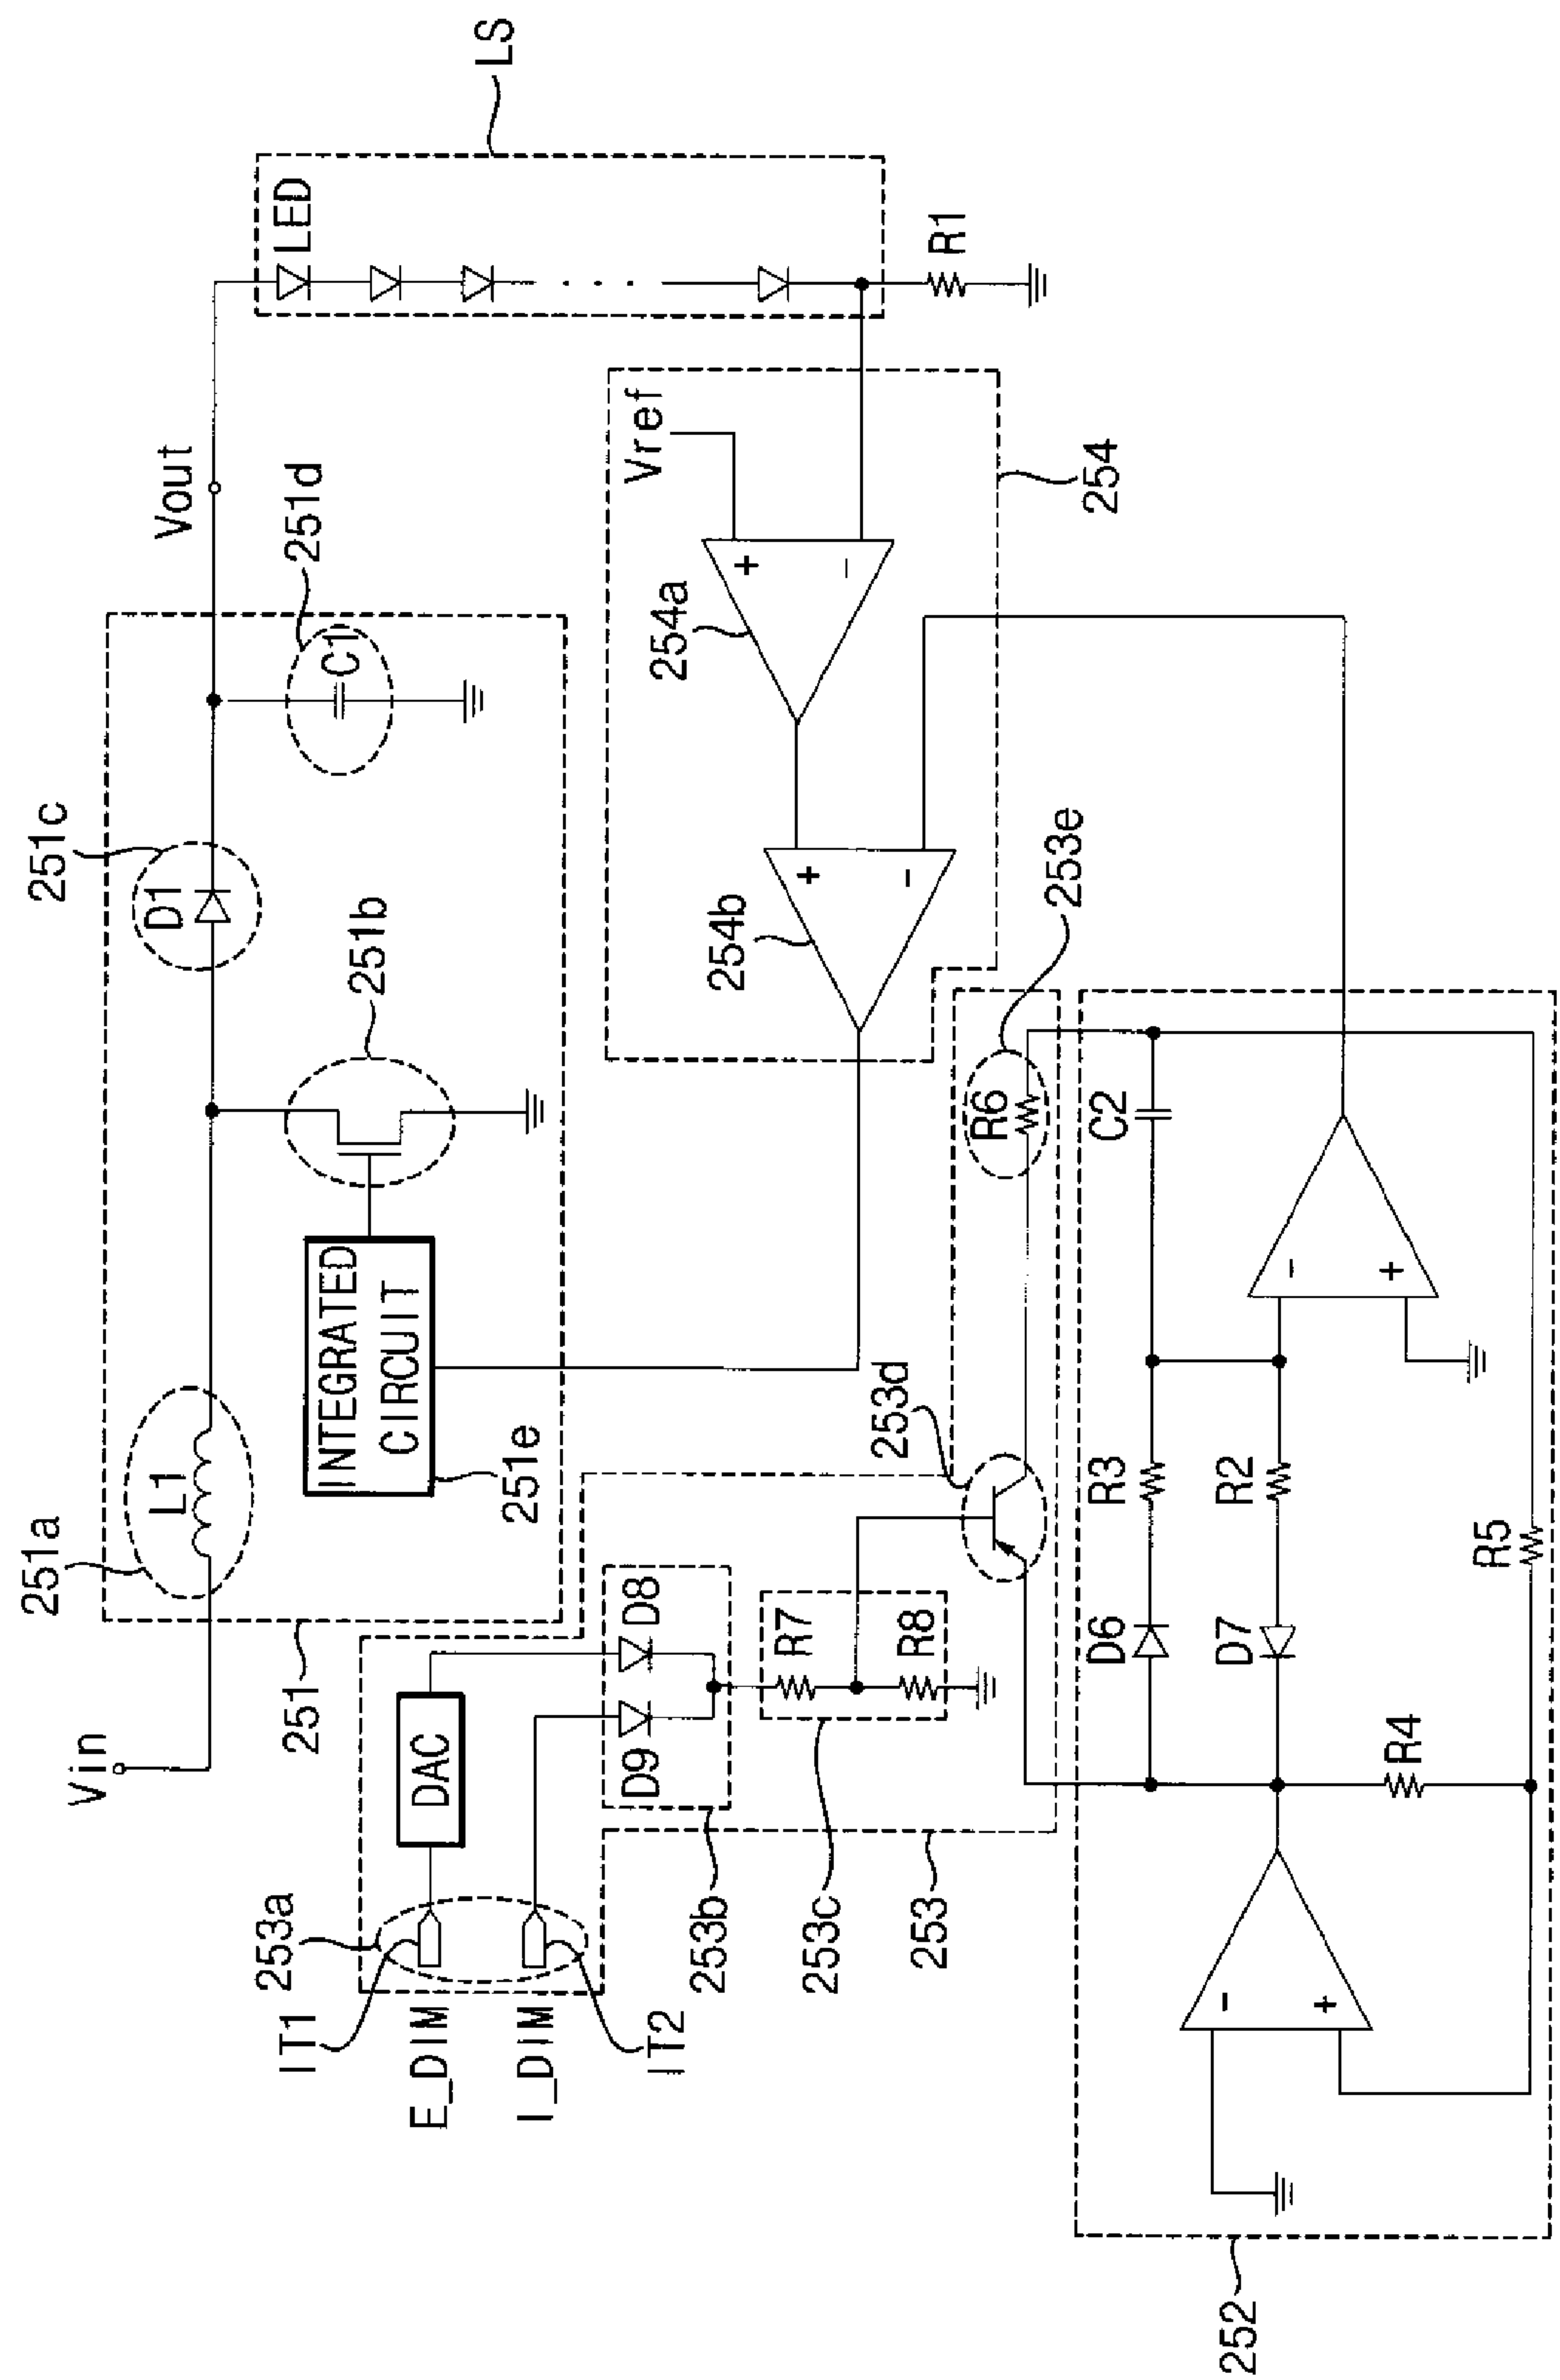 Vin
251
251a
L1
INTEGRATED
CIRCUIT
251e
251b
251c
D1
251d
C1
Vout
LED
LS
R1
Vref
254a
254b
254
+
-
+
-
253a
IT1
E_DIM
I_DIM
IT2
DAC
D9
D8
253b
R7
R8
253c
253
253d
R6
253e
252
-
+
D6
R3
C2
D7
R2
R4
R5
-
+